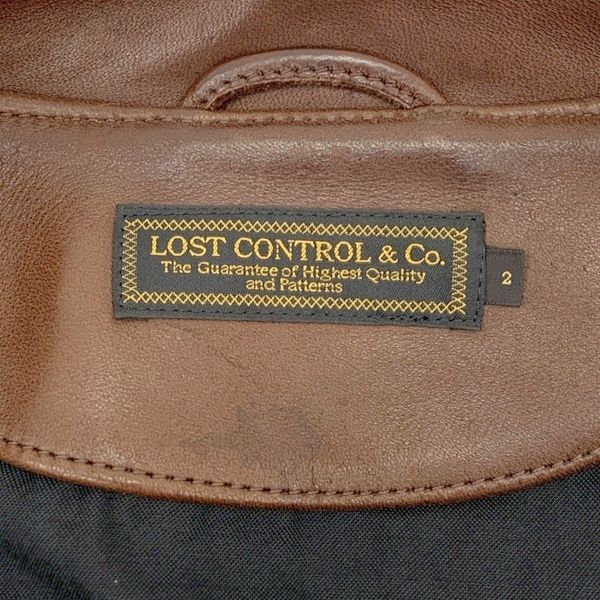 LOST CONTROL & Co.
The Guarantee of Highest Quality
and Patterns
2